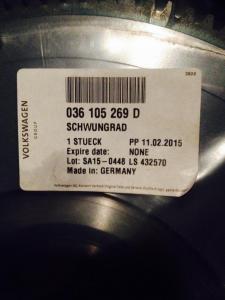 VOLKSWAGEN
GROUP
036 105 269 D
SCHWUNGRAD
1 STUECK PP 11.02.2015
Expire date: NONE
Lot: SA15-0448 LS 432570
Made in: GERMANY